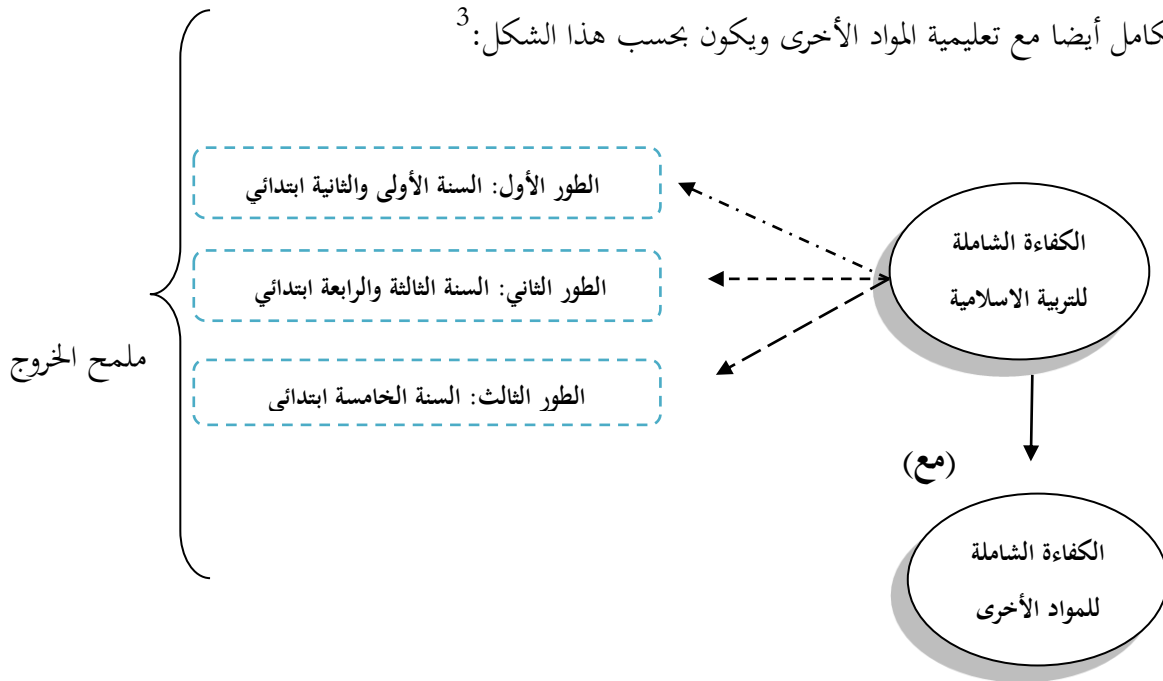 كامل أيضا مع تعليمية المواد الأخرى ويكون بحسب هذا الشكل:3
الطور الأول: السنة الأولى والثانية ابتدائي
الكفاءة الشاملة
للتربية الاسلامية
الطور الثاني: السنة الثالثة والرابعة ابتدائي
ملمح الخروج
الطور الثالث: السنة الخامسة ابتدائي
(مع)
الكفاءة الشاملة
للمواد الأخرى